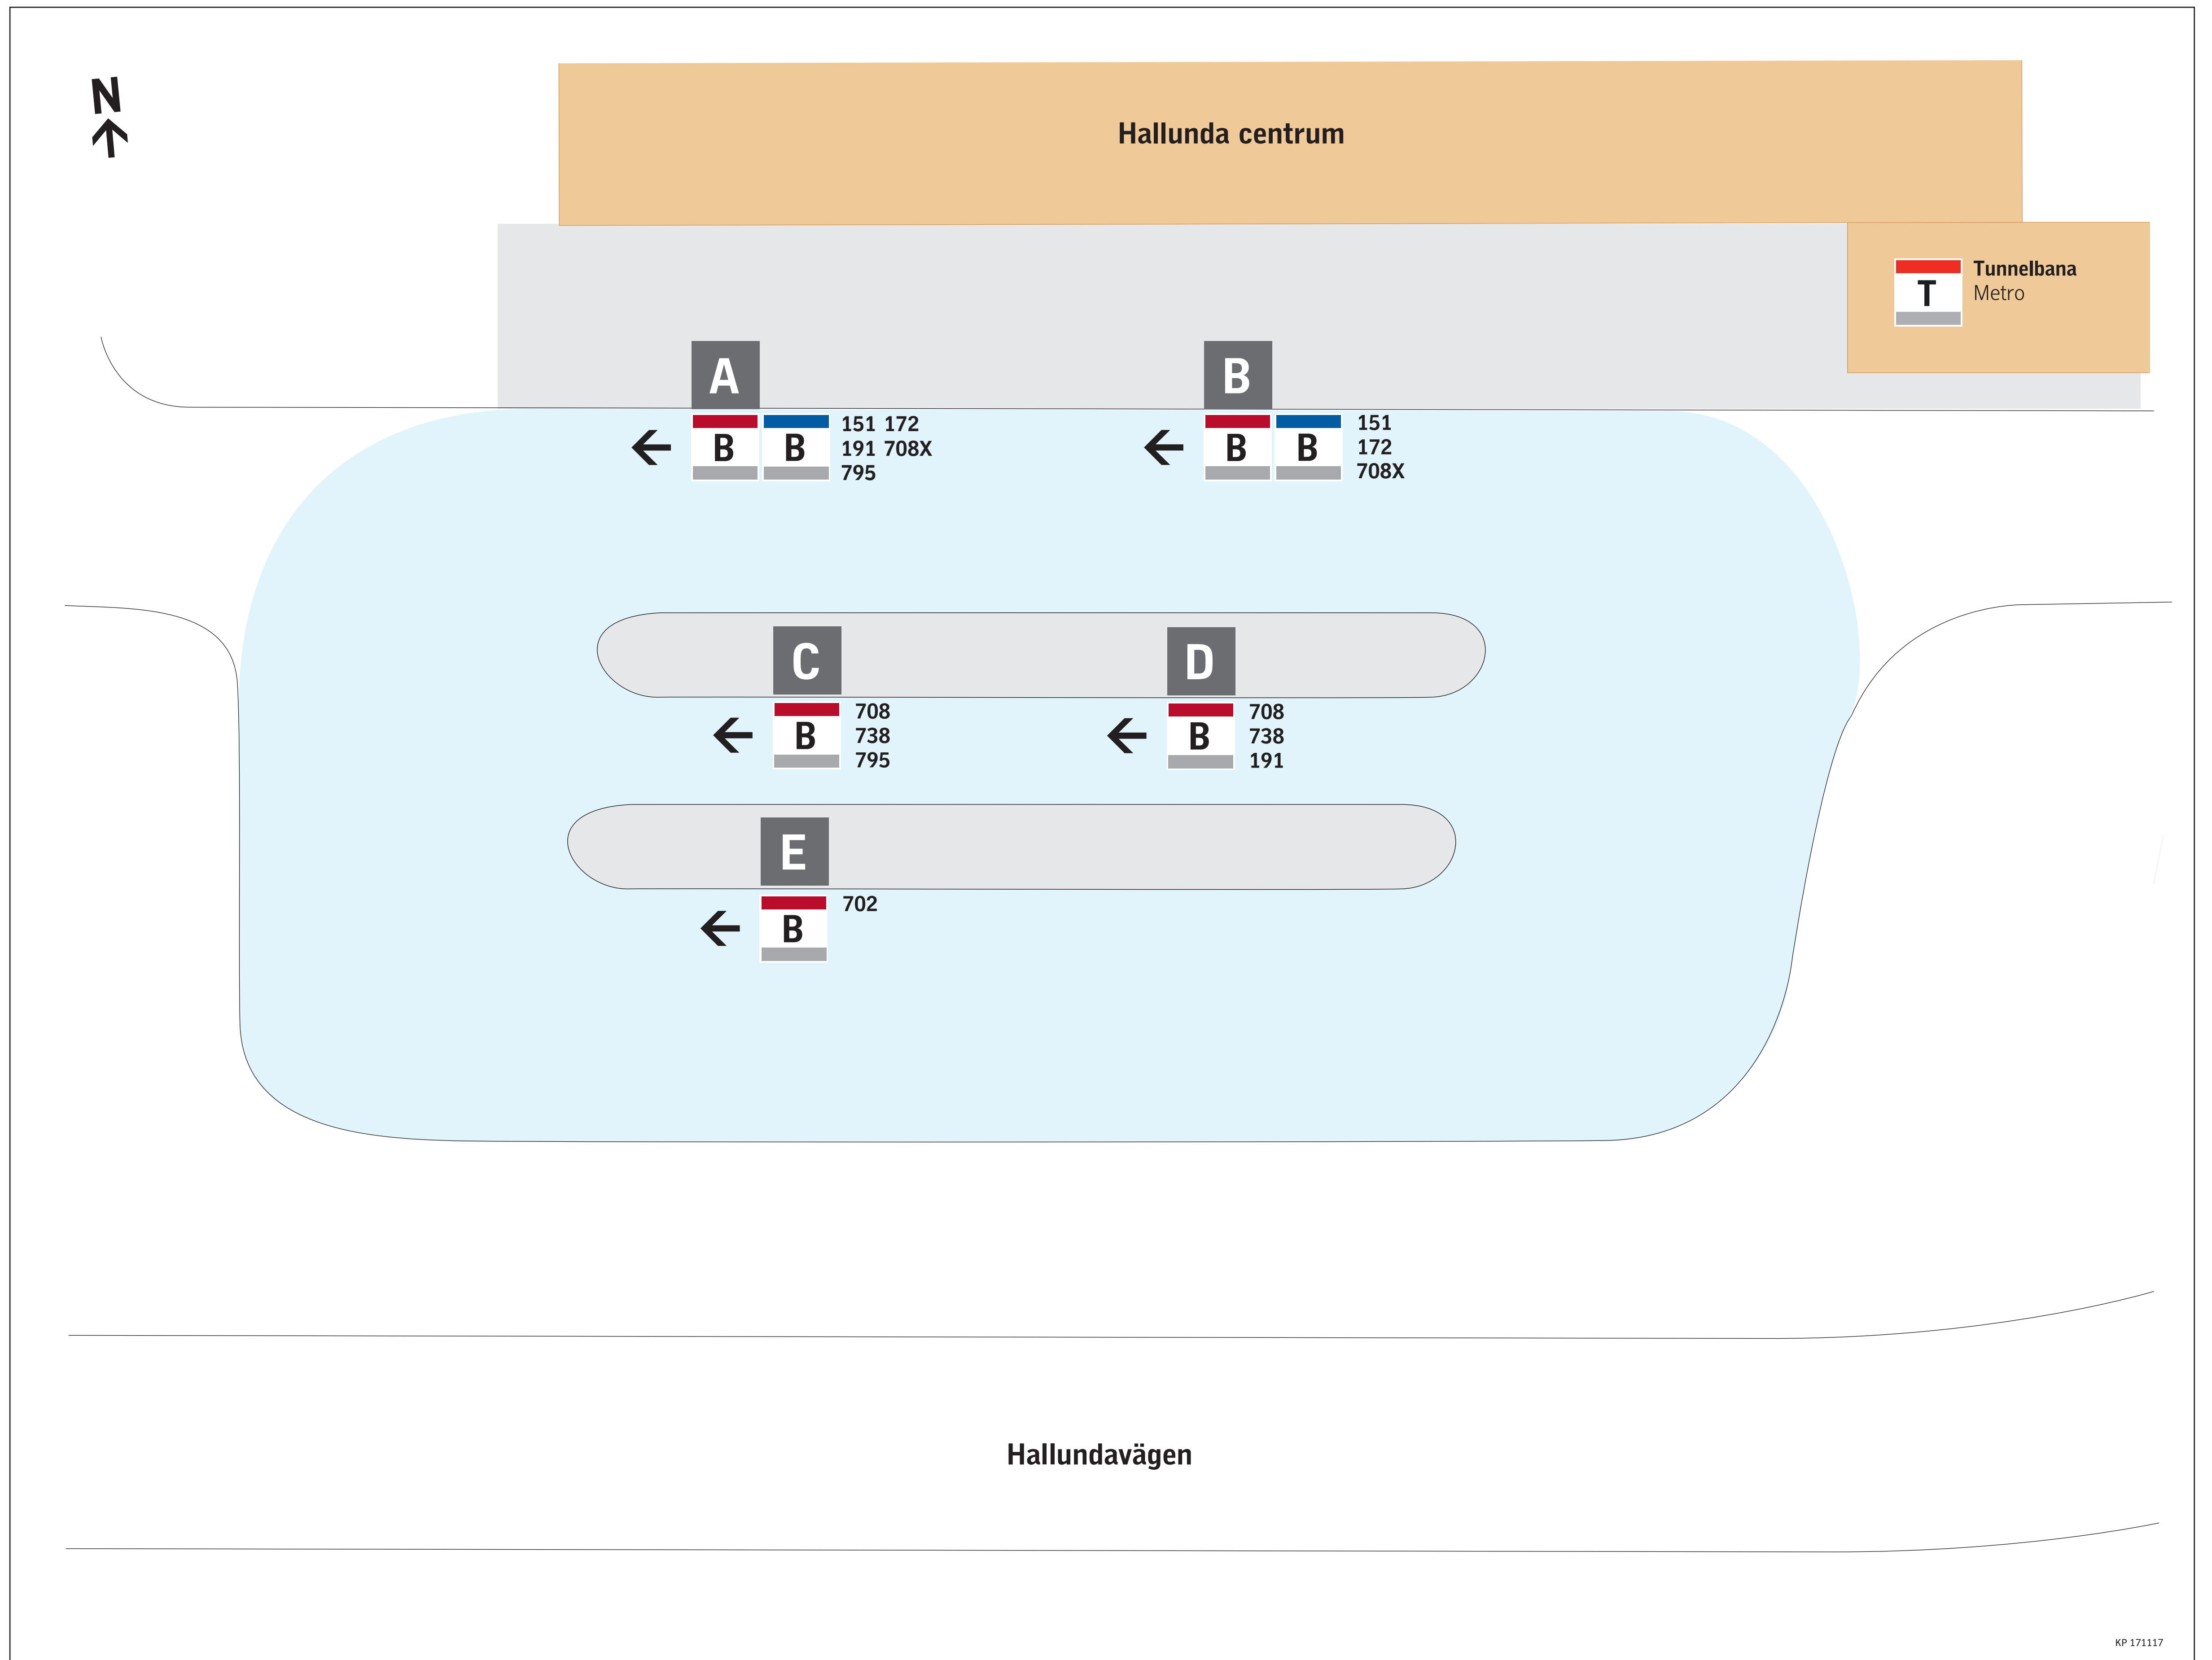 N
Hallunda centrum
T
Tunnelbana
Metro
A
B
B B
151 172
191 708X
795
B B
151
172
708X
C
D
B
708
738
795
B
708
738
191
E
B
702
Hallundavägen
KP 171117